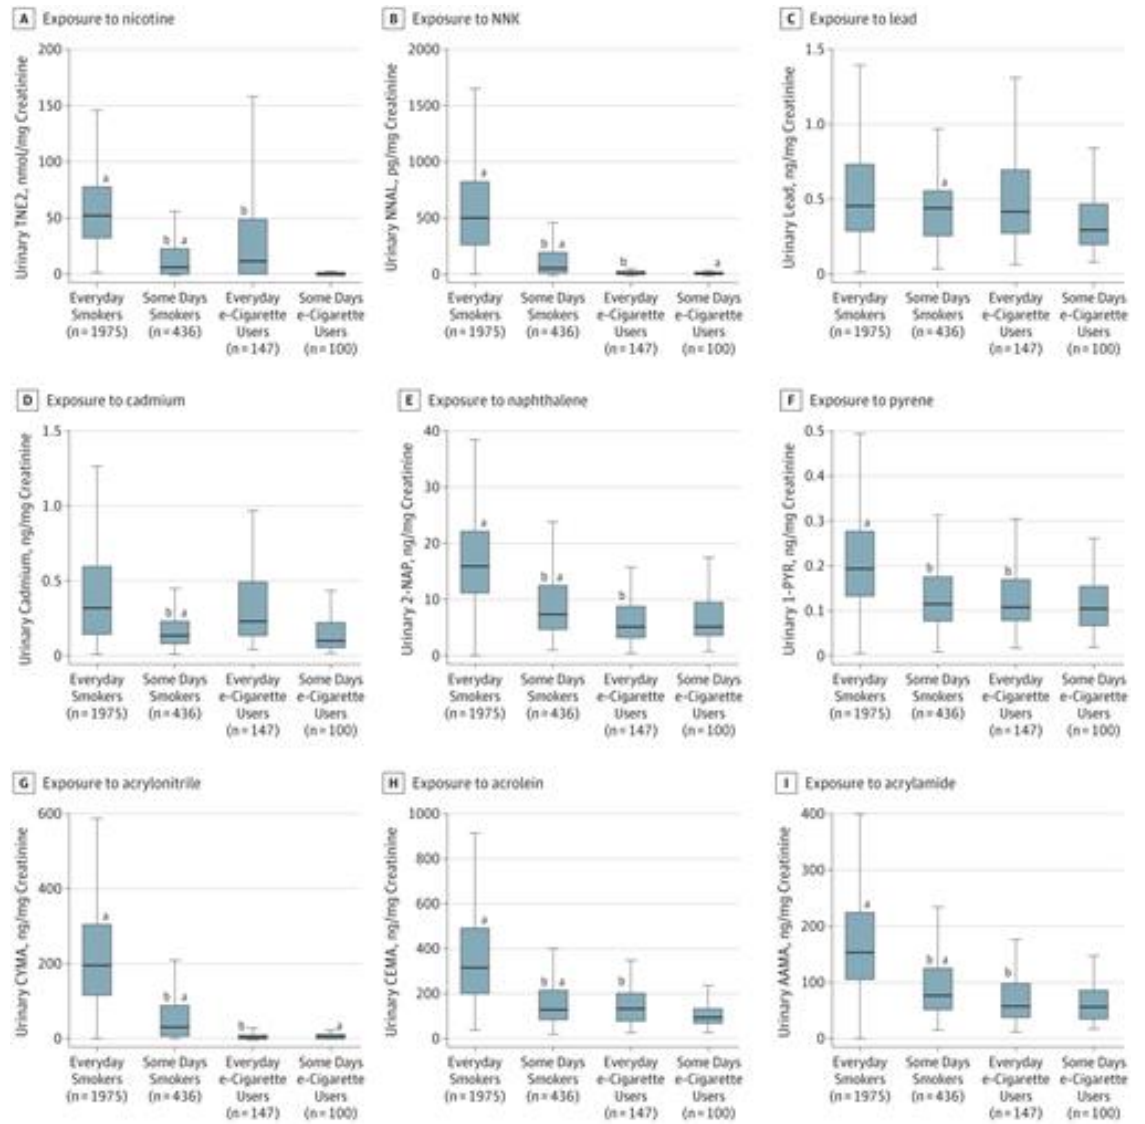 A Exposure to nicotine
Urinary TNE2, nmol/mg Creatinine
200
150
100
50
0
a
b a
b
Everyday Some Days Everyday Some Days
Smokers Smokers e-Cigarette e-Cigarette
(n=1975) (n=436) Users Users
(n=147) (n=100)
B Exposure to NNK
Urinary NNAL, pg/mg Creatinine
2000
1500
1000
500
0
a
b a
b
a
Everyday Some Days Everyday Some Days
Smokers Smokers e-Cigarette e-Cigarette
(n=1975) (n=436) Users Users
(n=147) (n=100)
C Exposure to lead
Urinary Lead, ng/mg Creatinine
1.5
1.0
0.5
0
a
Everyday Some Days Everyday Some Days
Smokers Smokers e-Cigarette e-Cigarette
(n=1975) (n=436) Users Users
(n=147) (n=100)
D Exposure to cadmium
Urinary Cadmium, ng/mg Creatinine
1.5
1.0
0.5
0
b a
Everyday Some Days Everyday Some Days
Smokers Smokers e-Cigarette e-Cigarette
(n=1975) (n=436) Users Users
(n=147) (n=100)
E Exposure to naphthalene
Urinary 2-NAP, ng/mg Creatinine
40
30
20
10
0
a
b a
b
Everyday Some Days Everyday Some Days
Smokers Smokers e-Cigarette e-Cigarette
(n=1975) (n=436) Users Users
(n=147) (n=100)
F Exposure to pyrene
Urinary 1-PYR, ng/mg Creatinine
0.5
0.4
0.3
0.2
0.1
0
a
b
b
Everyday Some Days Everyday Some Days
Smokers Smokers e-Cigarette e-Cigarette
(n=1975) (n=436) Users Users
(n=147) (n=100)
G Exposure to acrylonitrile
Urinary CYMA, ng/mg Creatinine
600
400
200
0
a
b a
b
a
Everyday Some Days Everyday Some Days
Smokers Smokers e-Cigarette e-Cigarette
(n=1975) (n=436) Users Users
(n=147) (n=100)
H Exposure to acrolein
Urinary CEMA, ng/mg Creatinine
1000
800
600
400
200
0
a
b a
b
Everyday Some Days Everyday Some Days
Smokers Smokers e-Cigarette e-Cigarette
(n=1975) (n=436) Users Users
(n=147) (n=100)
I Exposure to acrylamide
Urinary AAMA, ng/mg Creatinine
400
300
200
100
0
a
b a
b
Everyday Some Days Everyday Some Days
Smokers Smokers e-Cigarette e-Cigarette
(n=1975) (n=436) Users Users
(n=147) (n=100)